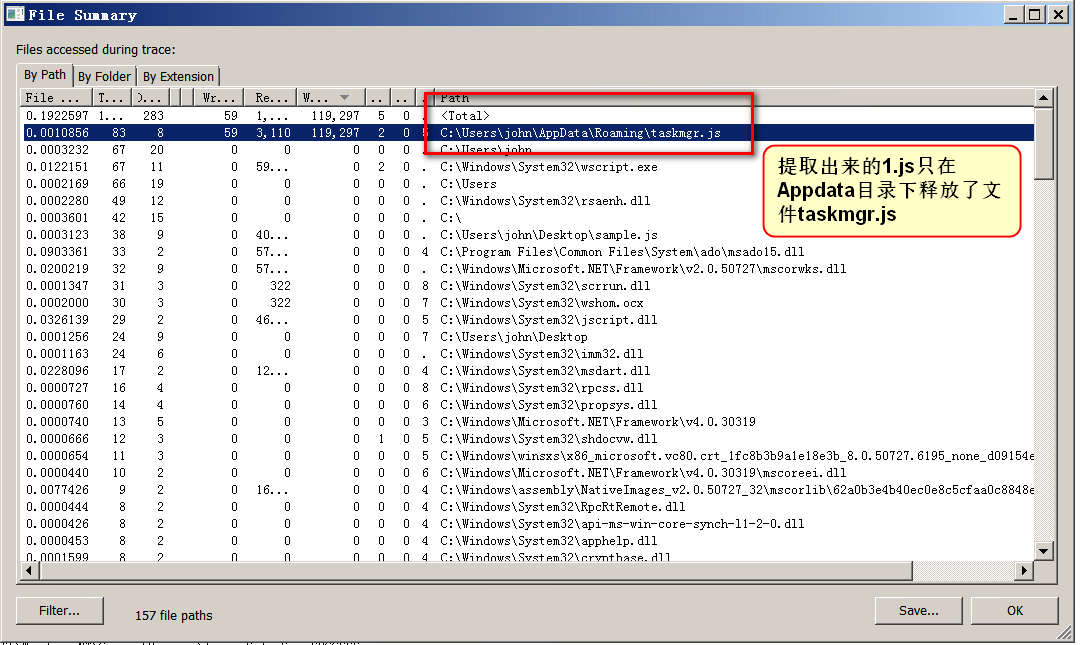 File Summary
Files accessed during trace:
By Path By Folder By Extension
File ... T... D... Wr... Re... W... .. .. . Path
0.1922597 1... 283 59 1,... 119,297 5 0 . <Total>
0.0010856 83 8 59 3,110 119,297 2 0 5 C:\Users\john\AppData\Roaming\taskmgr.js
0.0003232 67 20 0 0 0 0 0 . C:\Users\john
0.0122151 67 11 0 59... 0 2 0 . C:\Windows\System32\wscript.exe
0.0002169 66 19 0 0 0 0 0 . C:\Users
0.0002280 49 12 0 0 0 0 0 . C:\Windows\System32\rsaenh.dll
0.0003601 42 15 0 0 0 0 0 . C:\
0.0003123 38 9 0 40... 0 0 0 . C:\Users\john\Desktop\sample.js
0.0903361 33 2 0 57... 0 0 0 4 C:\Program Files\Common Files\System\ado\msado15.dll
0.0200219 32 9 0 57... 0 0 0 . C:\Windows\Microsoft.NET\Framework\v2.0.50727\mscorwks.dll
0.0001347 31 3 0 322 0 0 0 8 C:\Windows\System32\scrrun.dll
0.0002000 30 3 0 322 0 0 0 7 C:\Windows\System32\wshom.ocx
0.0326139 29 2 0 46... 0 0 0 5 C:\Windows\System32\jscript.dll
0.0001256 24 9 0 0 0 0 0 7 C:\Users\john\Desktop
0.0001163 24 6 0 0 0 0 0 . C:\Windows\System32\imm32.dll
0.0228096 17 2 0 12... 0 0 0 4 C:\Windows\System32\msdart.dll
0.0000727 16 4 0 0 0 0 0 8 C:\Windows\System32\rpcss.dll
0.0000760 14 4 0 0 0 0 0 6 C:\Windows\System32\propsys.dll
0.0000740 13 5 0 0 0 0 0 3 C:\Windows\Microsoft.NET\Framework\v4.0.30319
0.0000666 12 3 0 0 0 1 0 5 C:\Windows\System32\shdocvw.dll
0.0000654 11 3 0 0 0 0 0 5 C:\Windows\winsxs\x86_microsoft.vc80.crt_1fc8b3b9a1e18e3b_8.0.50727.6195_none_d09154e
0.0000440 10 2 0 0 0 0 0 6 C:\Windows\Microsoft.NET\Framework\v4.0.30319\mscoreei.dll
0.0077426 9 2 0 16... 0 0 0 4 C:\Windows\assembly\NativeImages_v2.0.50727_32\mscorlib\62a0b3e4b40ec0e8c5cfaa0c8848e
0.0000444 8 2 0 0 0 0 0 4 C:\Windows\System32\RpcRtRemote.dll
0.0000426 8 2 0 0 0 0 0 4 C:\Windows\System32\api-ms-win-core-synch-l1-2-0.dll
0.0000453 8 2 0 0 0 0 0 4 C:\Windows\System32\apphelp.dll
0.0001599 8 2 0 0 0 0 0 4 C:\Windows\System32\cryptbase.dll
提取出来的1.js只在
Appdata目录下释放了文
件taskmgr.js
Filter... 157 file paths Save... OK